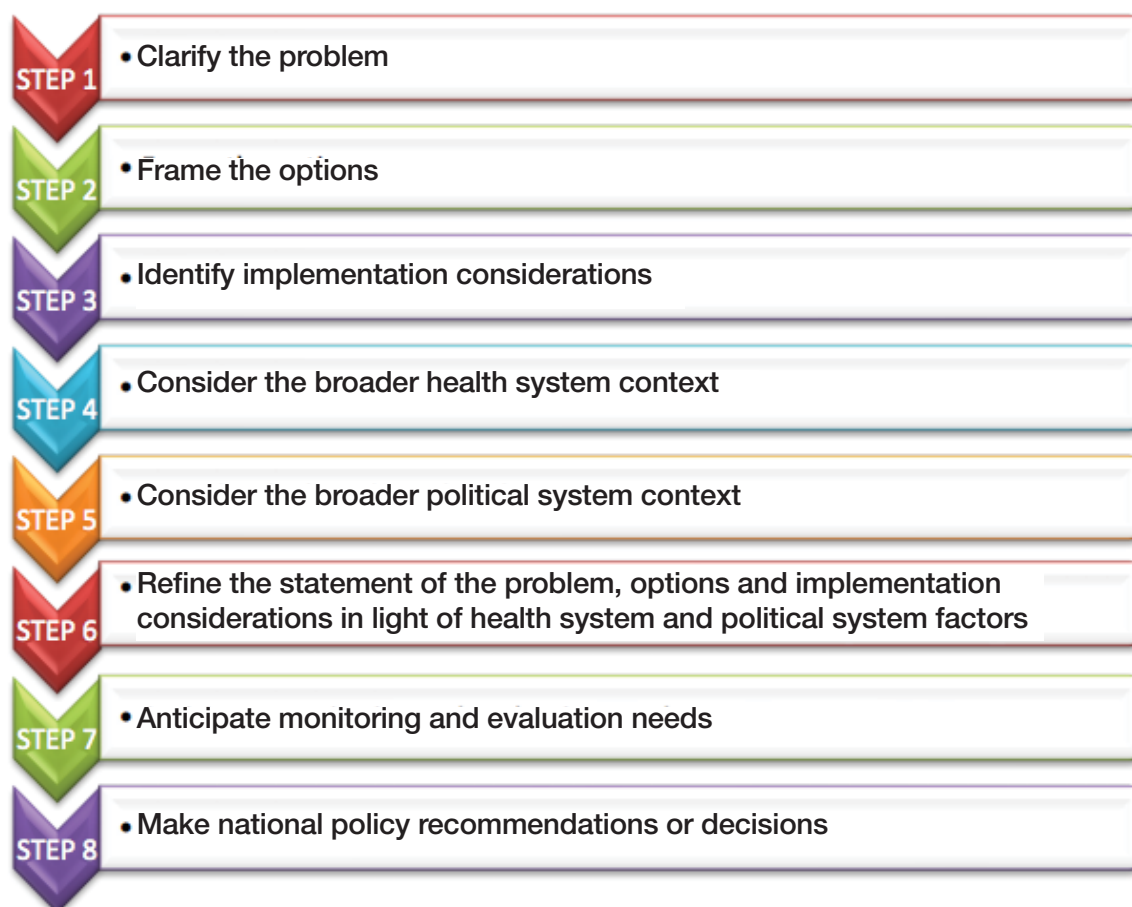 STEP 1
• Clarify the problem
STEP 2
• Frame the options
STEP 3
• Identify implementation considerations
STEP 4
• Consider the broader health system context
STEP 5
• Consider the broader political system context
STEP 6
• Refine the statement of the problem, options and implementation
considerations in light of health system and political system factors
STEP 7
• Anticipate monitoring and evaluation needs
STEP 8
• Make national policy recommendations or decisions